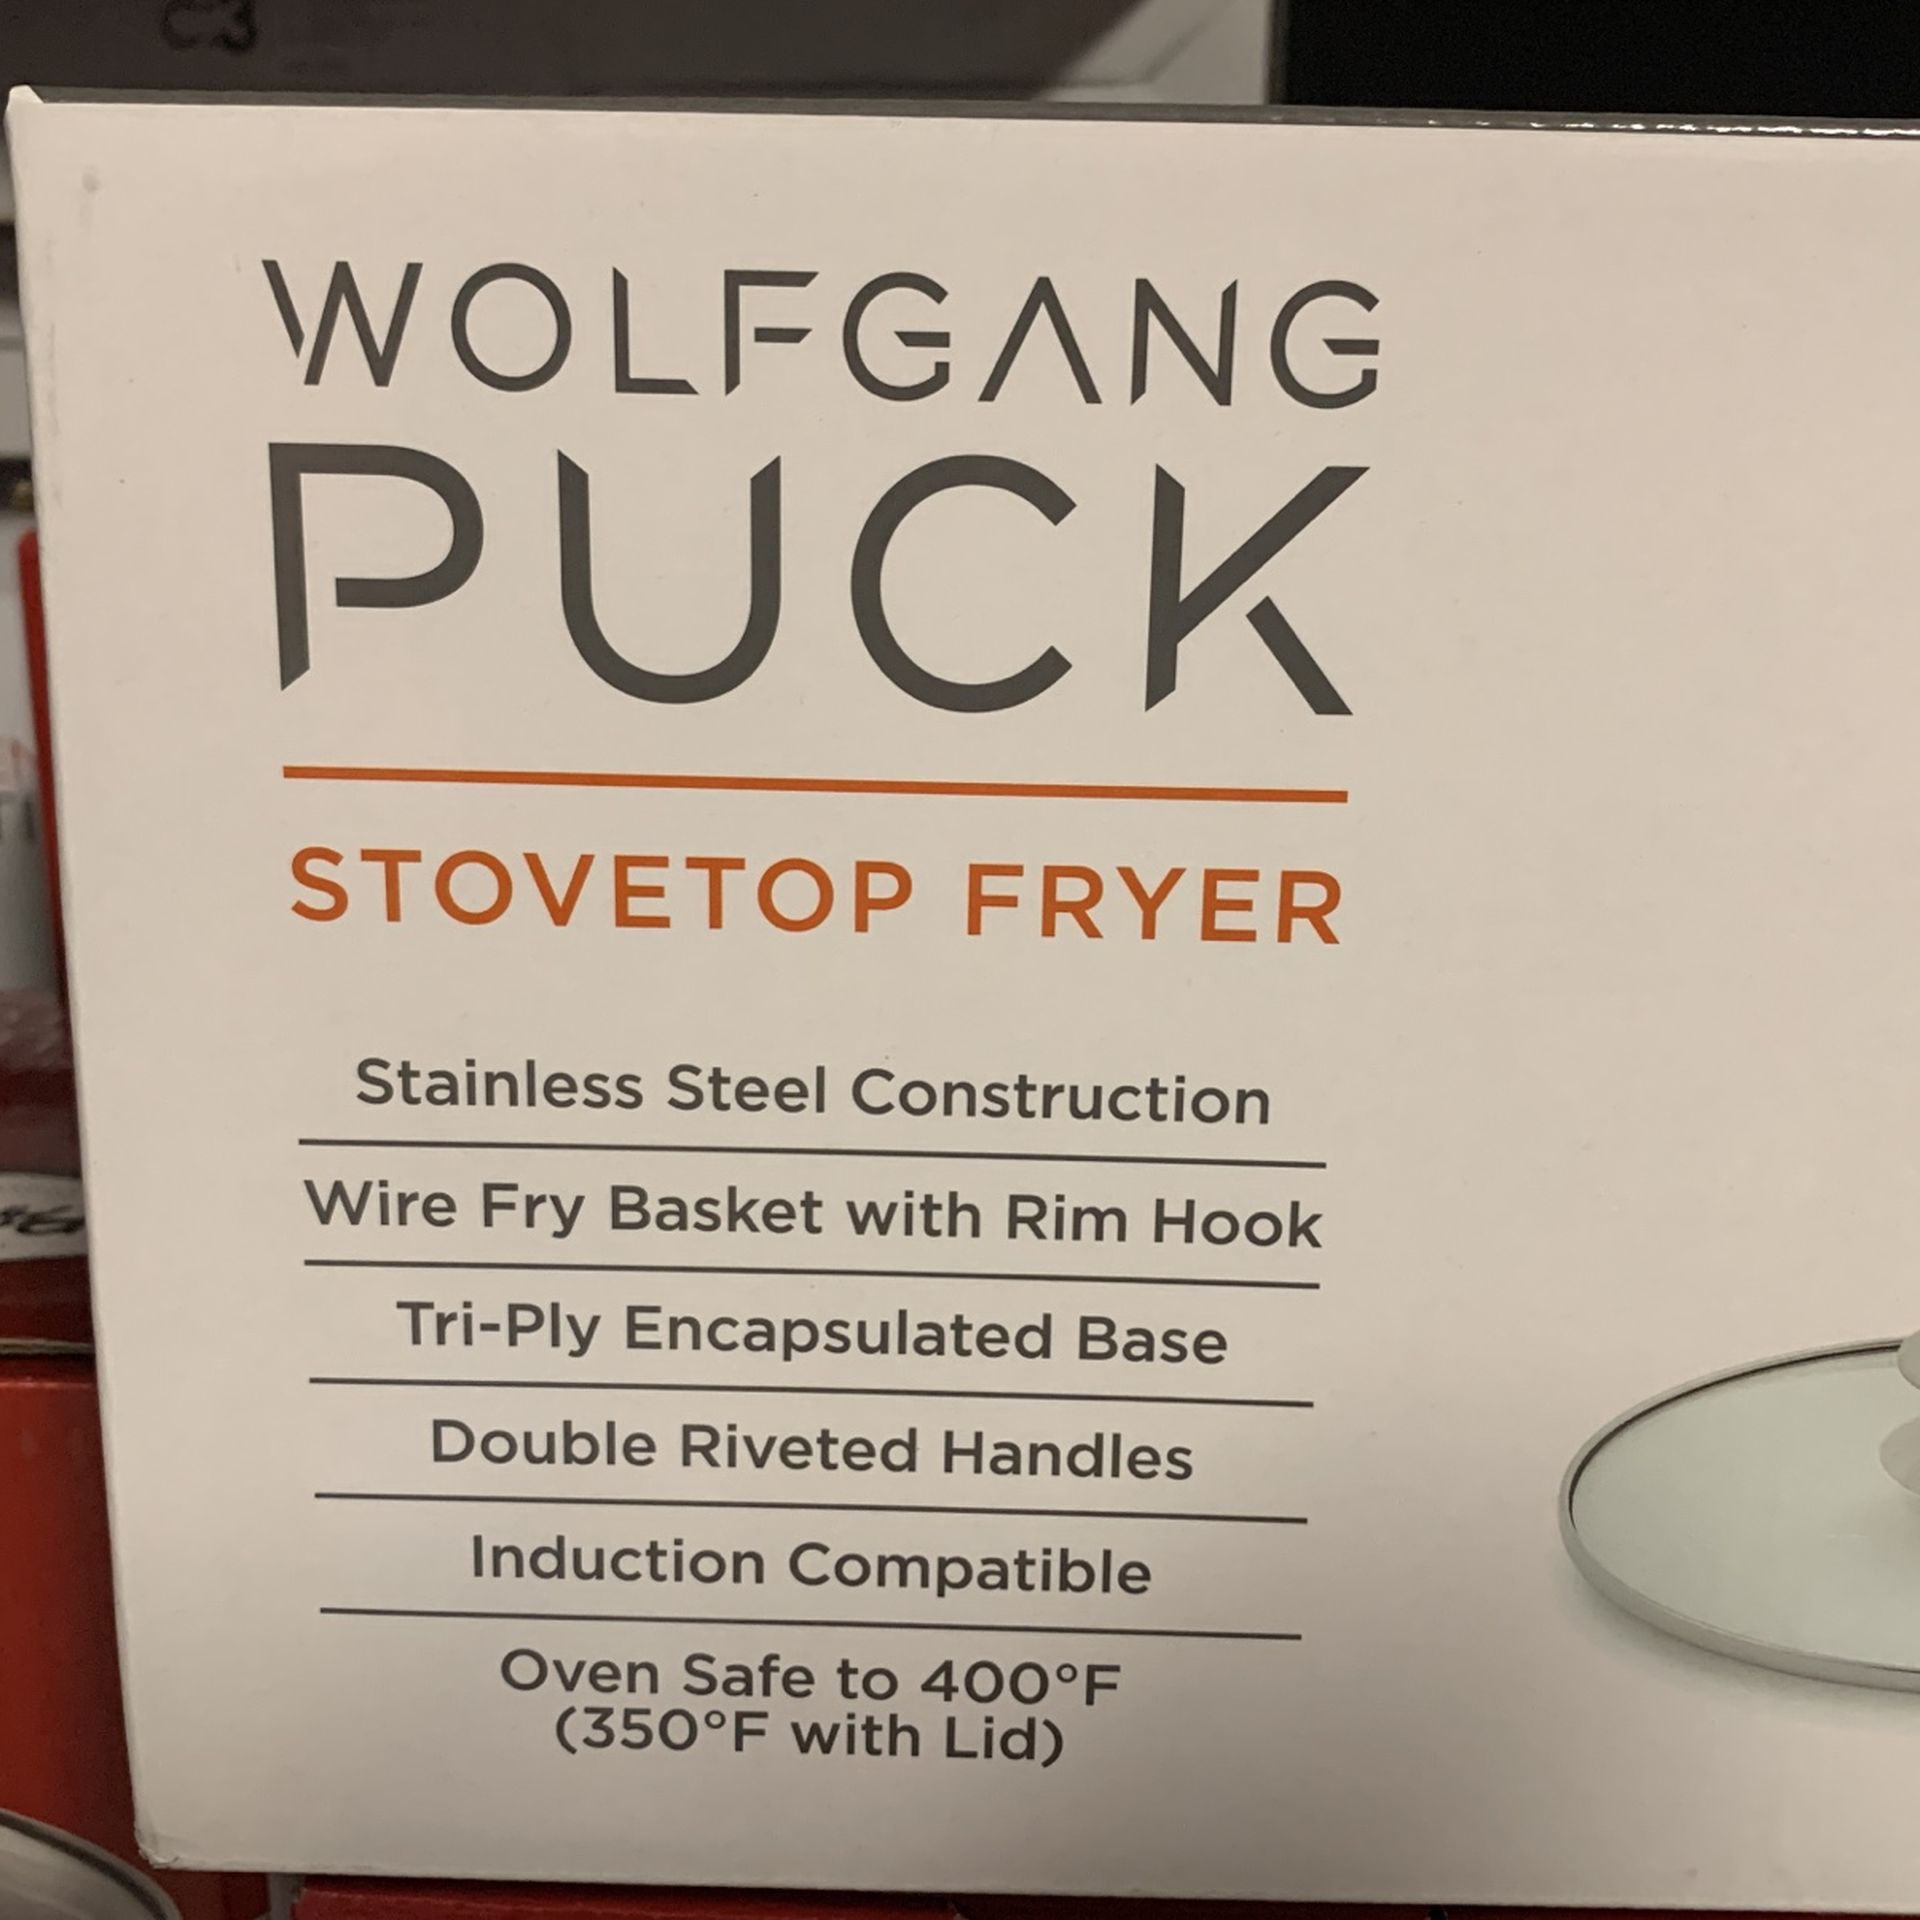 C3
WOLFGANG
PUCK
STOVETOP FRYER
Stainless Steel Construction
Wire Fry Basket with Rim Hook
Tri-Ply Encapsulated Base
Double Riveted Handles
Induction Compatible
Oven Safe to 400°F
(350°F with Lid)